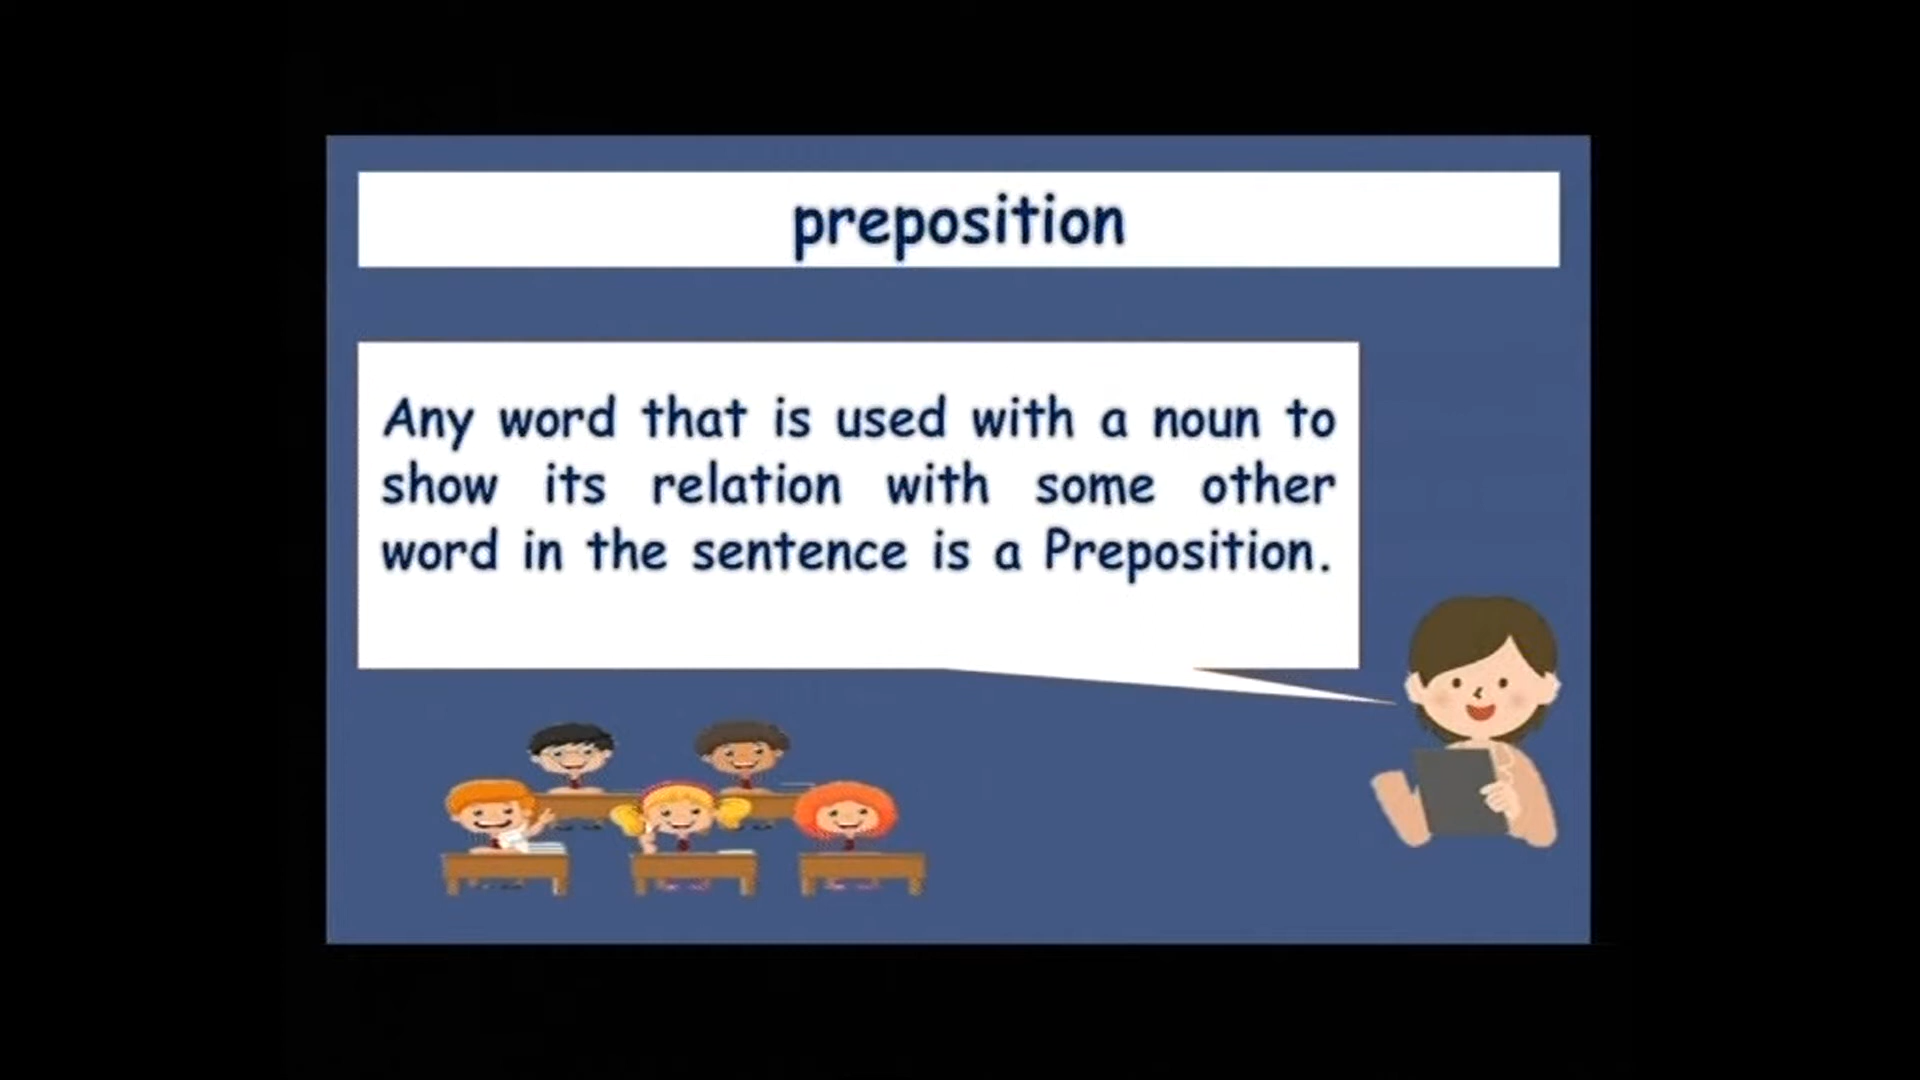 preposition
Any word that is used with a noun to
show its relation with some other
word in the sentence is a Preposition.